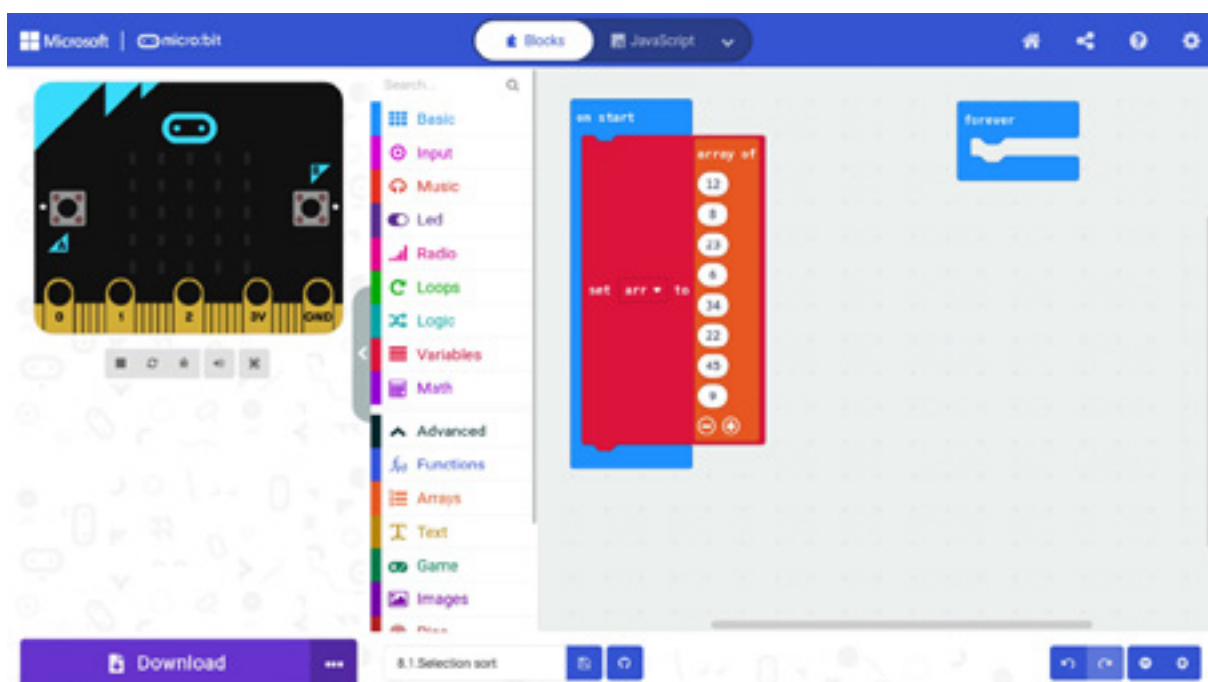 Microsoft | micro:bit
Blocks
JavaScript
Search...
Basic
Input
Music
Led
Radio
Loops
Logic
Variables
Math
Advanced
Functions
Arrays
Text
Game
Images
0 1 2 3V GND
A
B
on start
set arr to
array of
12
8
23
6
34
22
45
9
forever
Download
8.1.Selection sort